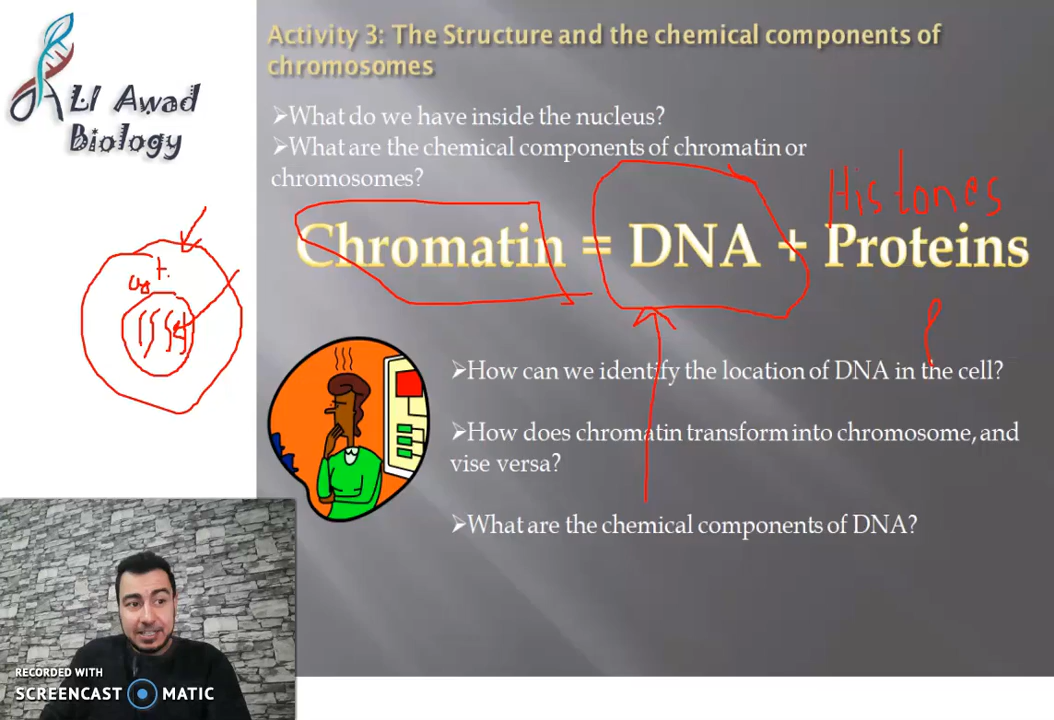 ALI Awad
Biology
Activity 3: The Structure and the chemical components of
chromosomes
➢What do we have inside the nucleus?
➢What are the chemical components of chromatin or
chromosomes?
Histones
Chromatin = DNA + Proteins
➢How can we identify the location of DNA in the cell?
➢How does chromatin transform into chromosome, and
vise versa?
➢What are the chemical components of DNA?
RECORDED WITH
SCREENCAST MATIC